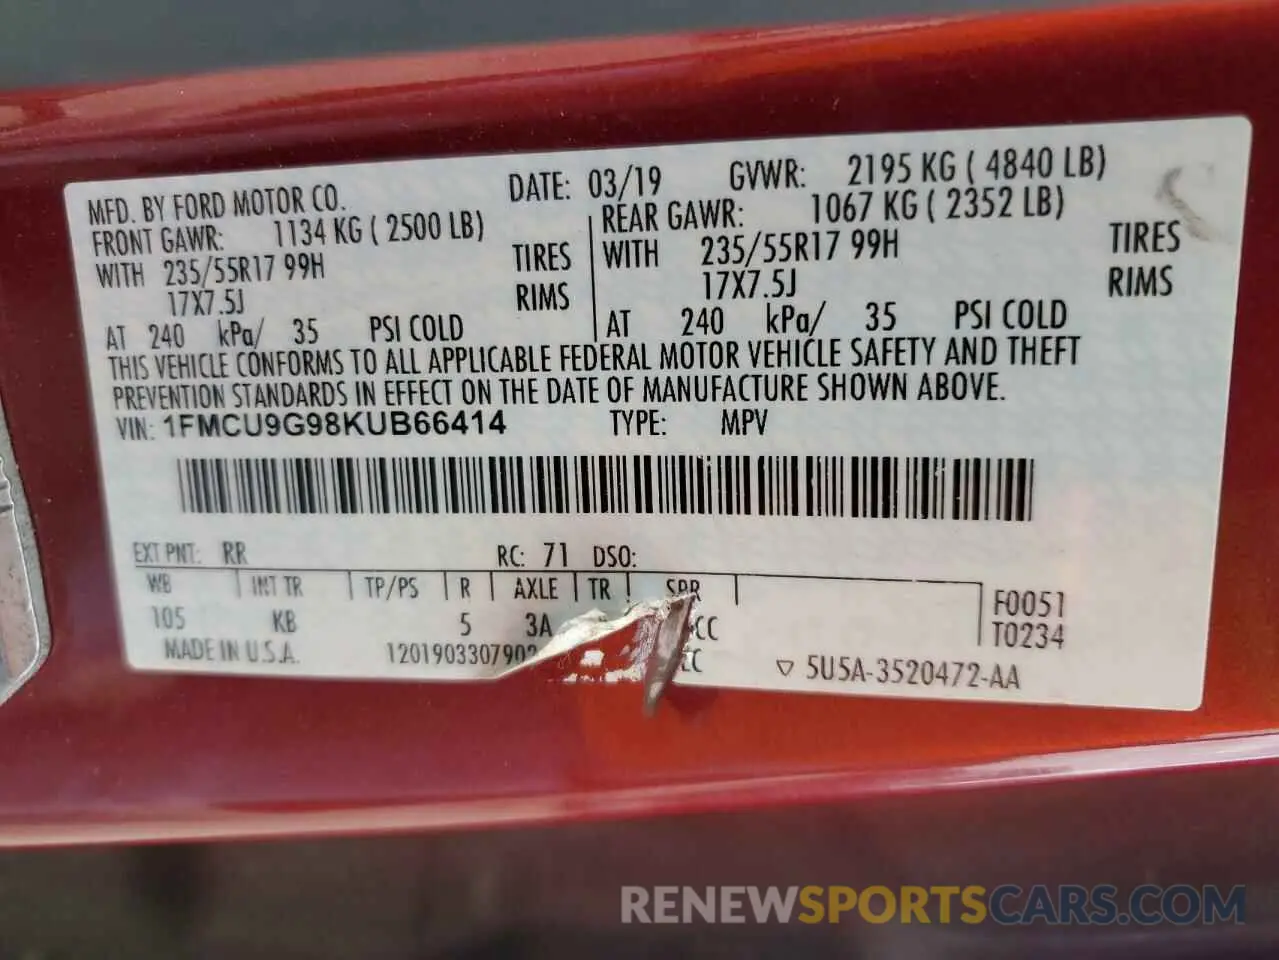 MFD. BY FORD MOTOR CO. DATE: 03/19 GVWR: 2195 KG ( 4840 LB)
FRONT GAWR: 1134 KG ( 2500 LB) REAR GAWR: 1067 KG ( 2352 LB)
WITH 235/55R17 99H TIRES WITH 235/55R17 99H TIRES
17X7.5J RIMS 17X7.5J RIMS
AT 240 kPa/ 35 PSI COLD AT 240 kPa/ 35 PSI COLD
THIS VEHICLE CONFORMS TO ALL APPLICABLE FEDERAL MOTOR VEHICLE SAFETY AND THEFT
PREVENTION STANDARDS IN EFFECT ON THE DATE OF MANUFACTURE SHOWN ABOVE.
VIN: 1FMCU9G98KUB66414 TYPE: MPV
EXT PNT: RR RC: 71 DSO:
WB INT TR TP/PS R AXLE TR SPR F0051
105 KB 5 3A T0234
MADE IN U.S.A. ▽ 5U5A-3520472-AA
RENEWSPORTSCARS.COM